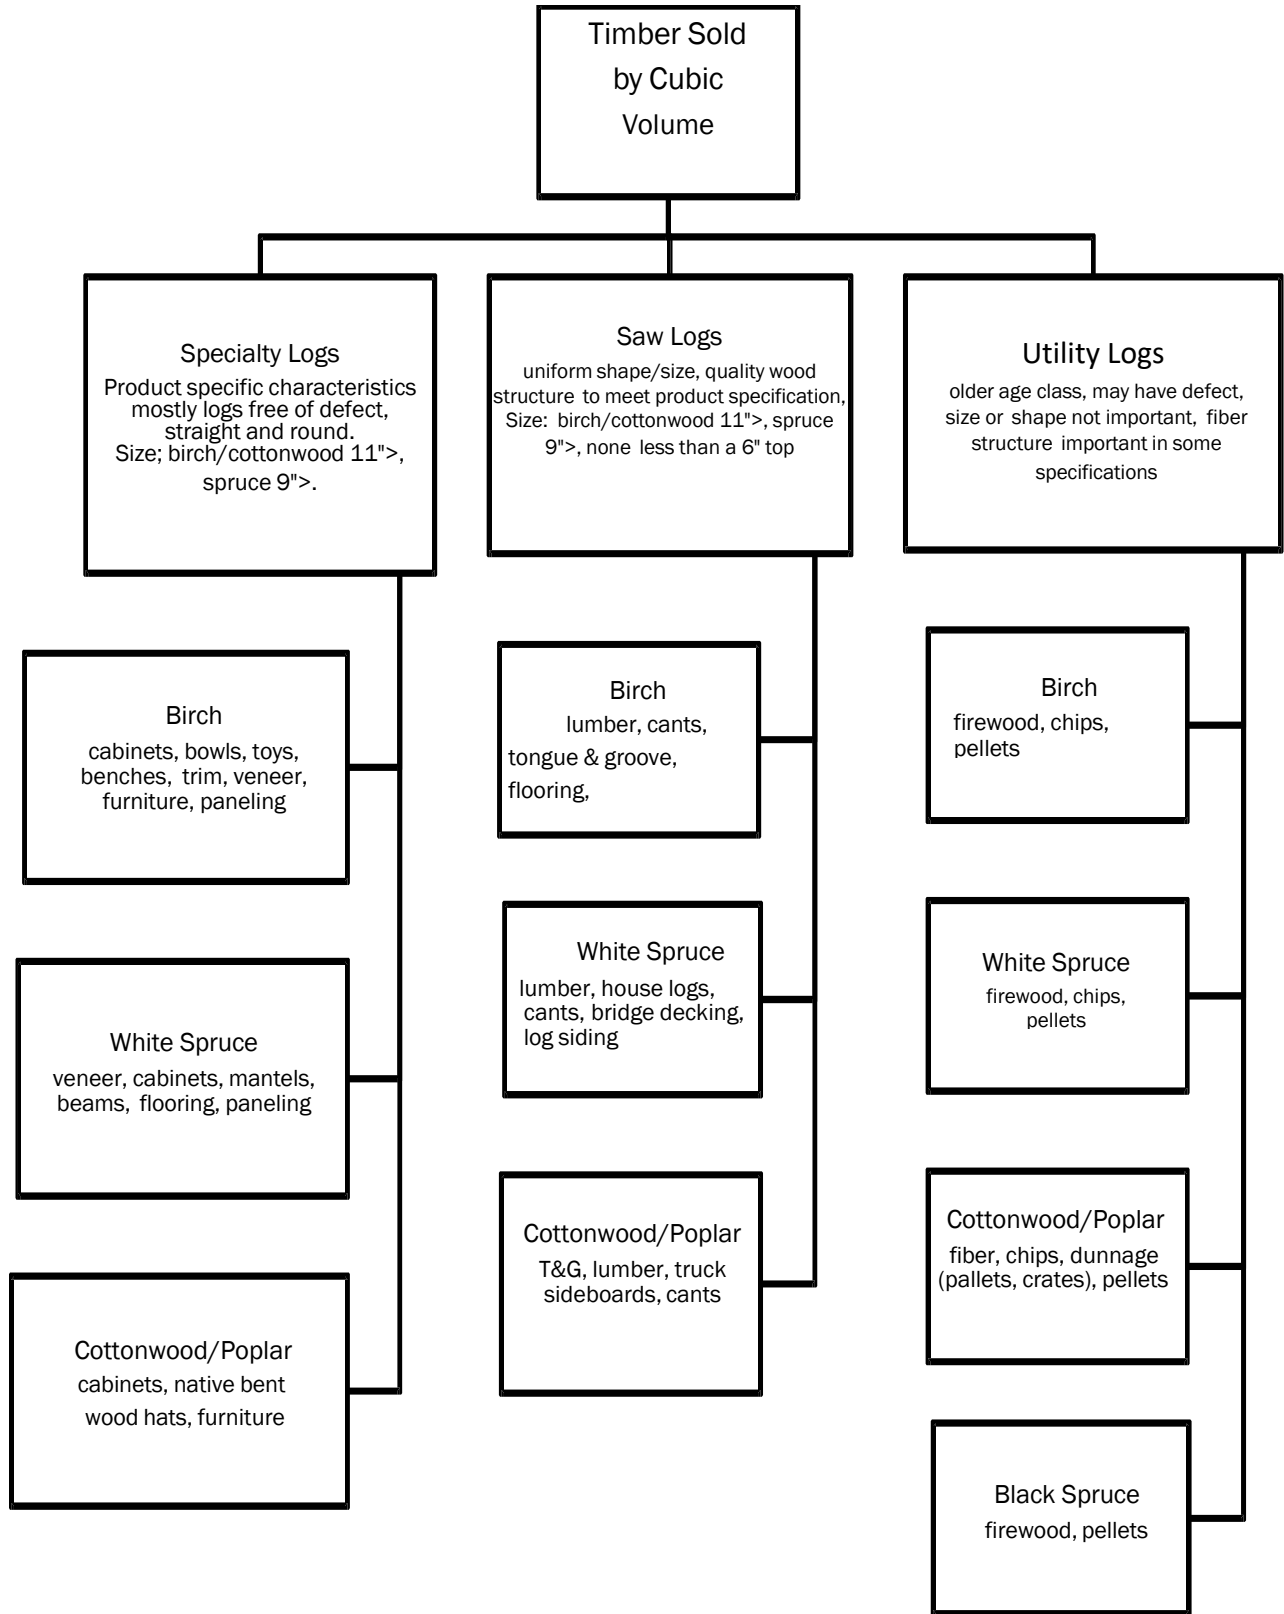 Timber Sold
by Cubic
Volume
Specialty Logs
Product specific characteristics
mostly logs free of defect,
straight and round.
Size; birch/cottonwood 11">,
spruce 9">.
Saw Logs
uniform shape/size, quality wood
structure to meet product specification,
Size: birch/cottonwood 11">, spruce
9">, none less than a 6" top
Utility Logs
older age class, may have defect,
size or shape not important, fiber
structure important in some
specifications
Birch
cabinets, bowls, toys,
benches, trim, veneer,
furniture, paneling
White Spruce
veneer, cabinets, mantels,
beams, flooring, paneling
Cottonwood/Poplar
cabinets, native bent
wood hats, furniture
Birch
lumber, cants,
tongue & groove,
flooring,
White Spruce
lumber, house logs,
cants, bridge decking,
log siding
Cottonwood/Poplar
T&G, lumber, truck
sideboards, cants
Birch
firewood, chips,
pellets
White Spruce
firewood, chips,
pellets
Cottonwood/Poplar
fiber, chips, dunnage
(pallets, crates), pellets
Black Spruce
firewood, pellets